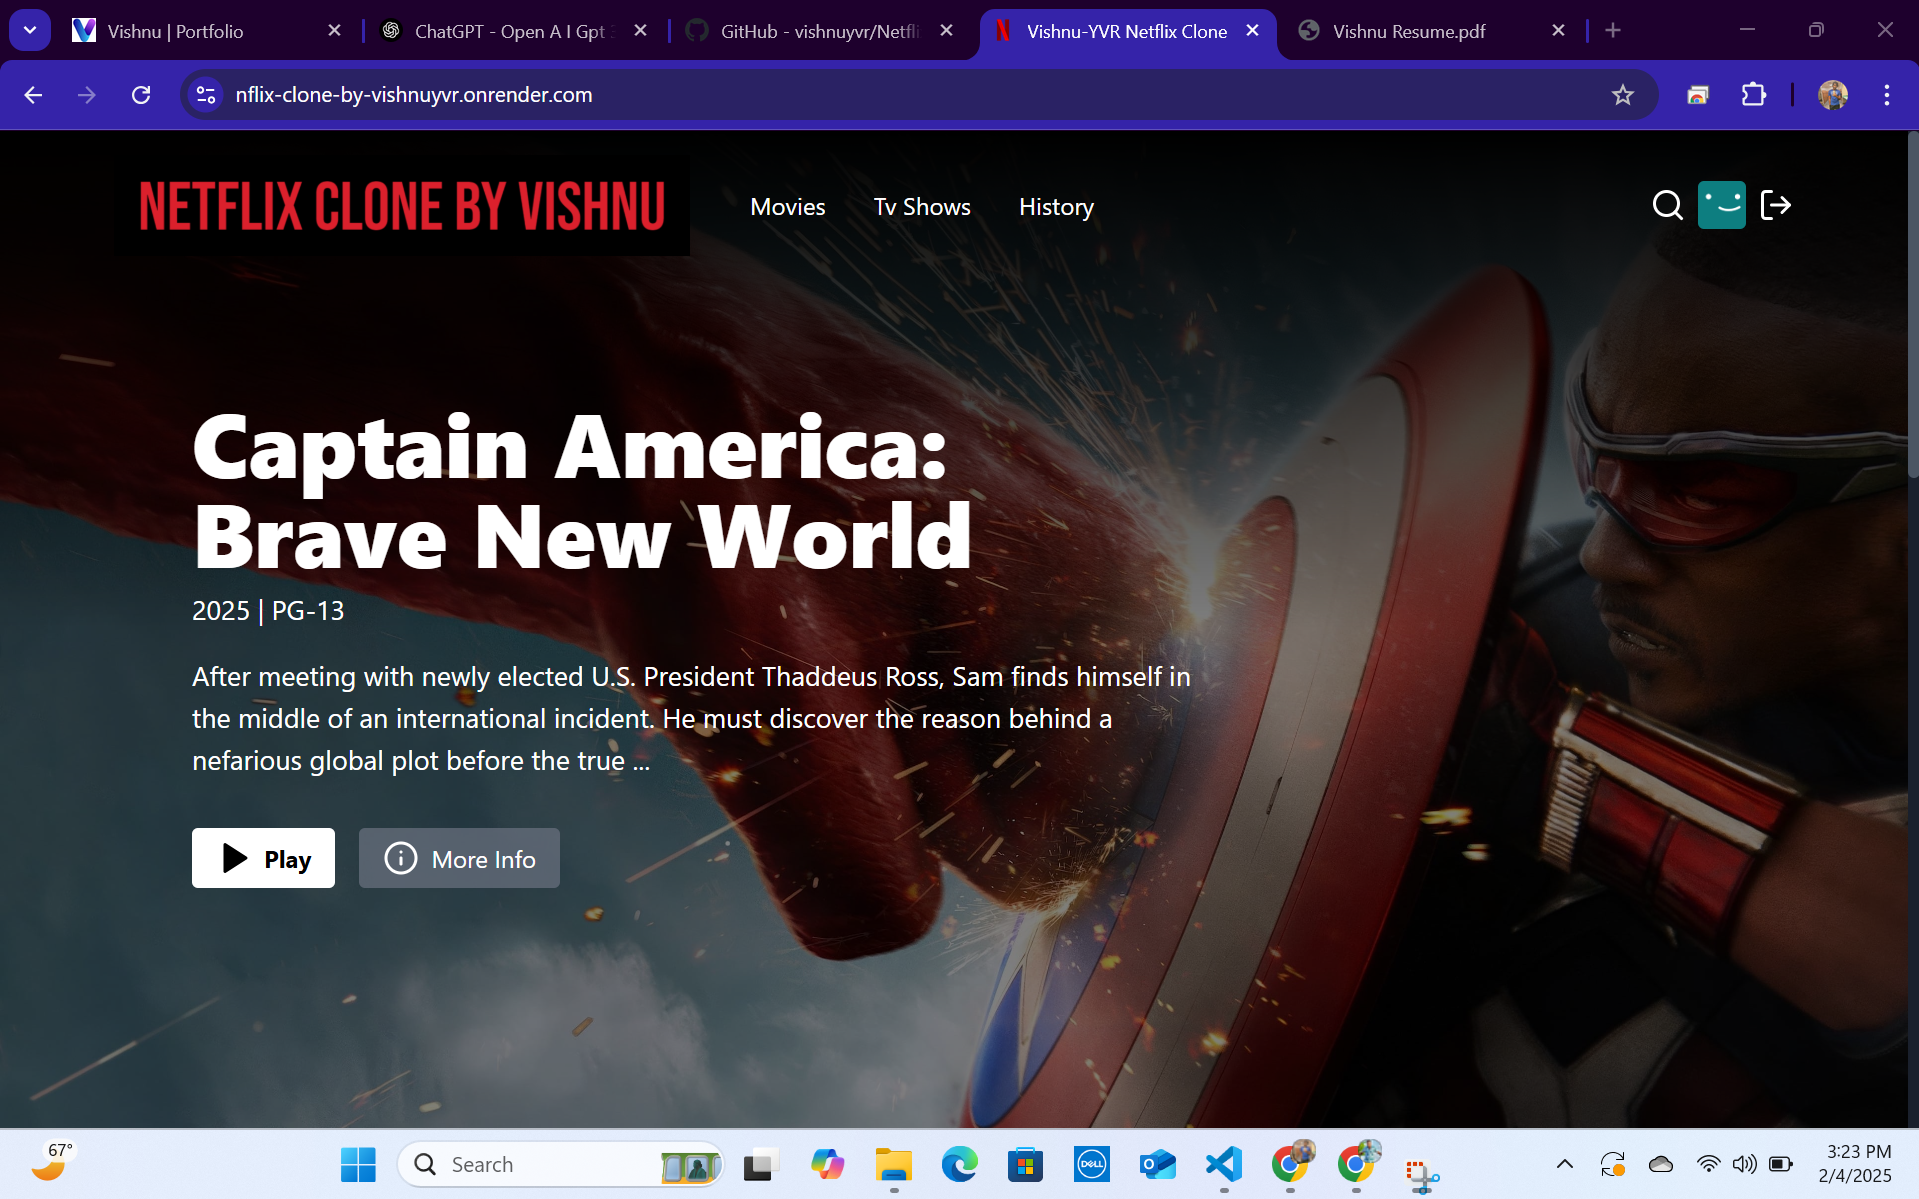 Vishnu | Portfolio
ChatGPT - Open A I Gpt
GitHub - vishnuyvr/Netfli
Vishnu-YVR Netflix Clone
Vishnu Resume.pdf
nflix-clone-by-vishnuyvr.onrender.com
NETFLIX CLONE BY VISHNU
Movies
Tv Shows
History
Captain America:
Brave New World
2025 | PG-13
After meeting with newly elected U.S. President Thaddeus Ross, Sam finds himself in
the middle of an international incident. He must discover the reason behind a
nefarious global plot before the true ...
Play
More Info
67°
Search
DELL
3:23 PM
2/4/2025